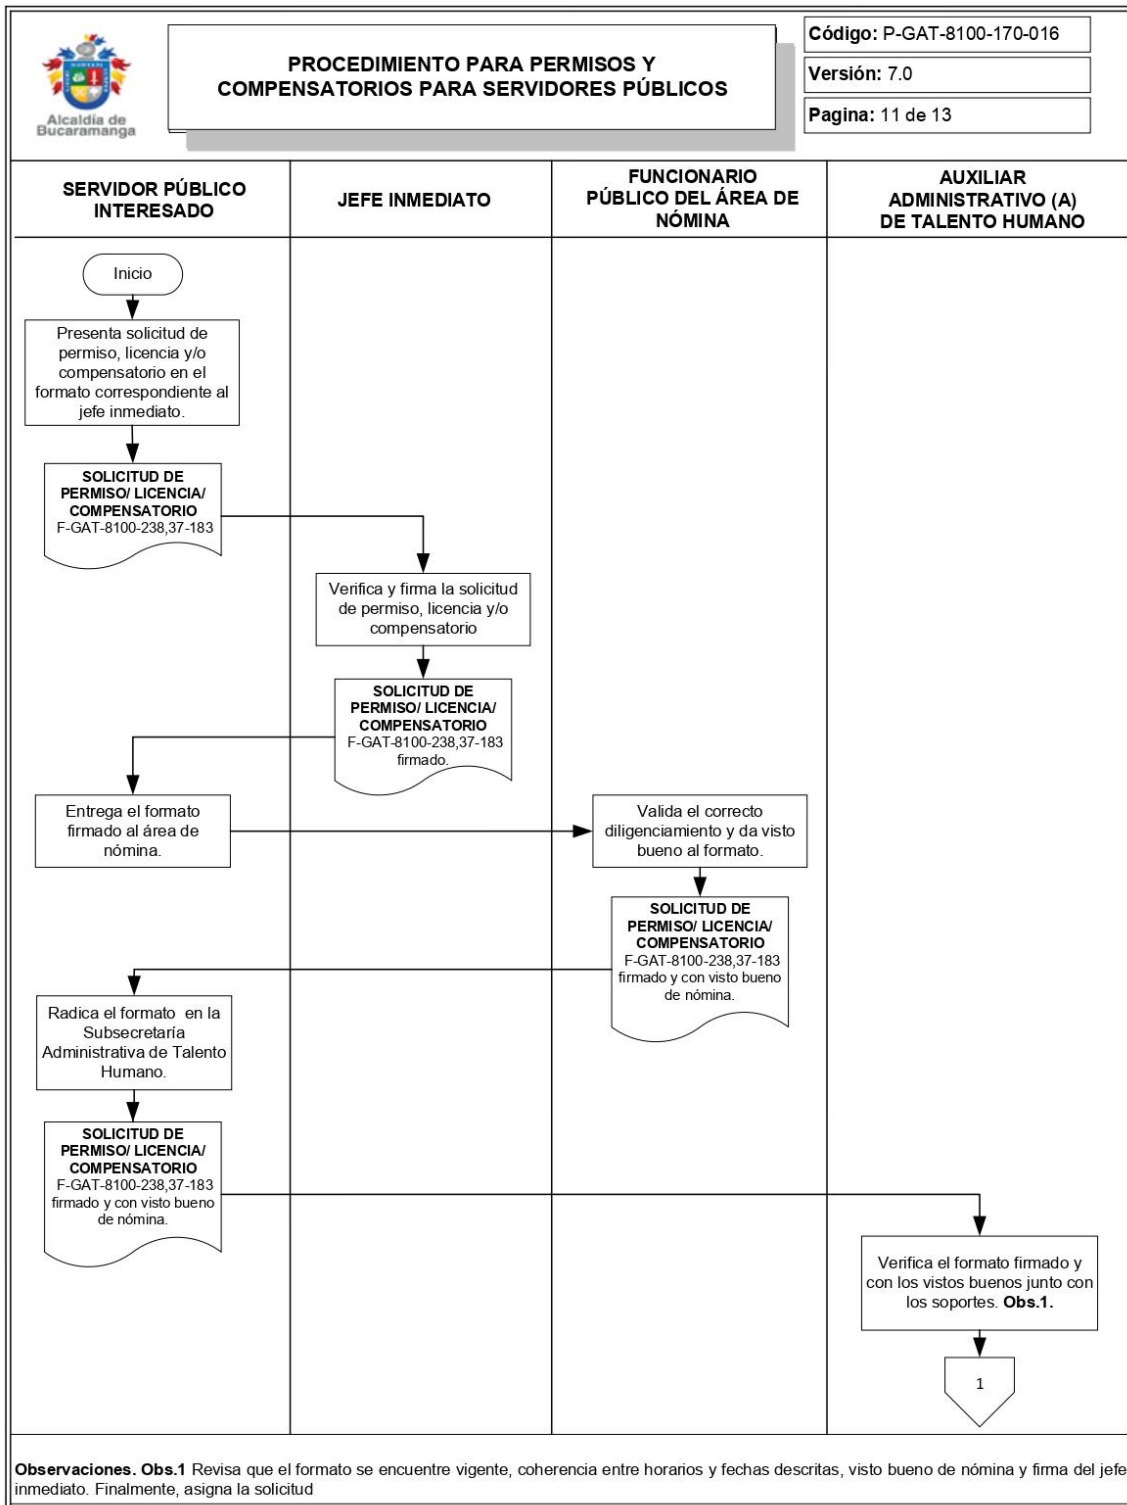 Alcaldía de
Bucaramanga
PROCEDIMIENTO PARA PERMISOS Y
COMPENSATORIOS PARA SERVIDORES PÚBLICOS
Código: P-GAT-8100-170-016
Versión: 7.0
Pagina: 11 de 13
SERVIDOR PÚBLICO
INTERESADO
JEFE INMEDIATO
FUNCIONARIO
PÚBLICO DEL ÁREA DE
NÓMINA
AUXILIAR
ADMINISTRATIVO (A)
DE TALENTO HUMANO
Inicio
Presenta solicitud de
permiso, licencia y/o
compensatorio en el
formato correspondiente al
jefe inmediato.
SOLICITUD DE
PERMISO/ LICENCIA/
COMPENSATORIO
F-GAT-8100-238,37-183
Verifica y firma la solicitud
de permiso, licencia y/o
compensatorio
SOLICITUD DE
PERMISO/ LICENCIA/
COMPENSATORIO
F-GAT-8100-238,37-183
firmado.
Entrega el formato
firmado al área de
nómina.
Valida el correcto
diligenciamiento y da visto
bueno al formato.
SOLICITUD DE
PERMISO/ LICENCIA/
COMPENSATORIO
F-GAT-8100-238,37-183
firmado y con visto bueno
de nómina.
Radica el formato en la
Subsecretaría
Administrativa de Talento
Humano.
SOLICITUD DE
PERMISO/ LICENCIA/
COMPENSATORIO
F-GAT-8100-238,37-183
firmado y con visto bueno
de nómina.
Verifica el formato firmado y
con los vistos buenos junto con
los soportes. Obs.1.
1
Observaciones. Obs.1 Revisa que el formato se encuentre vigente, coherencia entre horarios y fechas descritas, visto bueno de nómina y firma del jefe
inmediato. Finalmente, asigna la solicitud